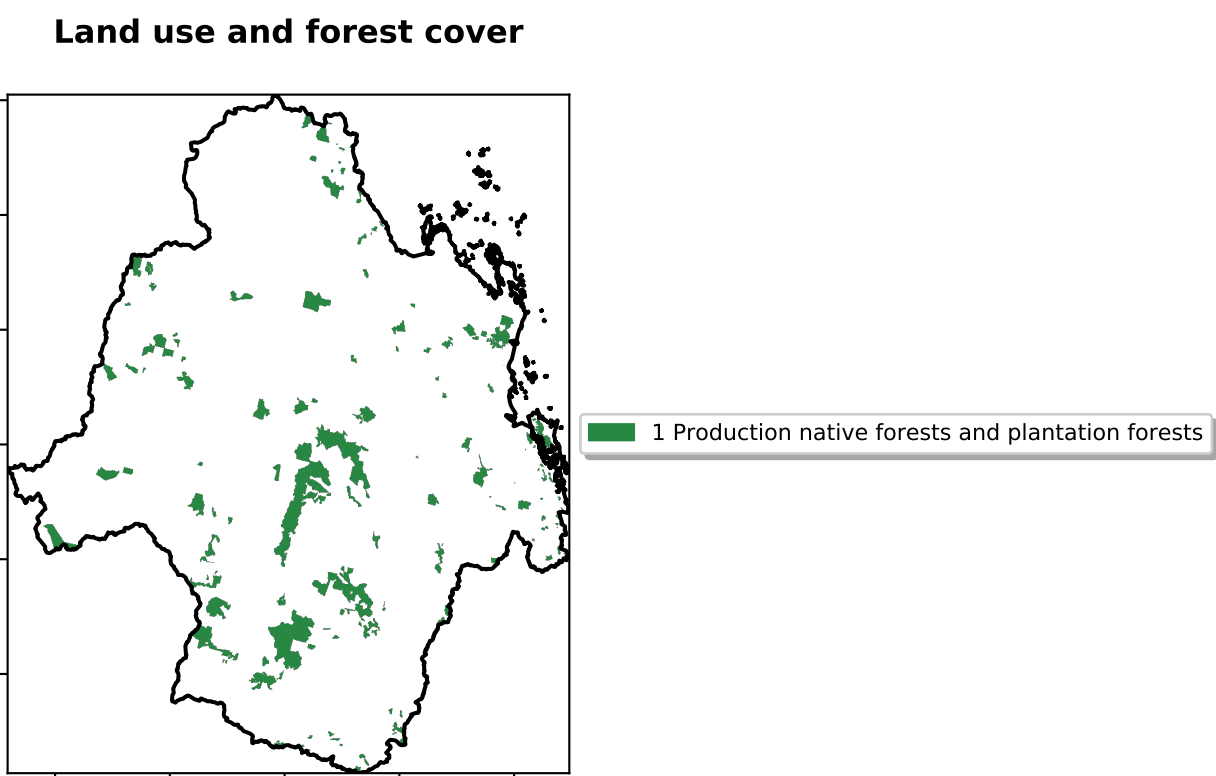 Land use and forest cover
1 Production native forests and plantation forests